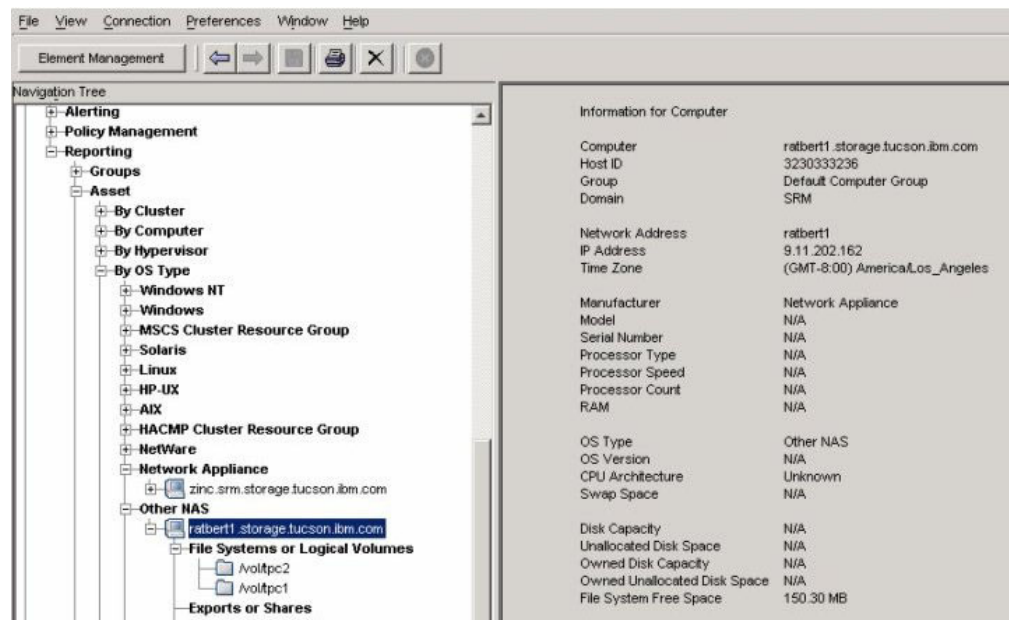 File View Connection Preferences Window Help
Element Management
Navigation Tree
Alerting
Policy Management
Reporting
Groups
Asset
By Cluster
By Computer
By Hypervisor
By OS Type
Windows NT
Windows
MSCS Cluster Resource Group
Solaris
Linux
HP-UX
AIX
HACMP Cluster Resource Group
NetWare
Network Appliance
zinc.srm.storage.tucson.ibm.com
Other NAS
ratbert1.storage.tucson.ibm.com
File Systems or Logical Volumes
/vol/tpc2
/vol/tpc1
Exports or Shares
Information for Computer
Computer ratbert1.storage.tucson.ibm.com
Host ID 3230333236
Group Default Computer Group
Domain SRM
Network Address ratbert1
IP Address 9.11.202.162
Time Zone (GMT-8:00) America/Los_Angeles
Manufacturer Network Appliance
Model N/A
Serial Number N/A
Processor Type N/A
Processor Speed N/A
Processor Count N/A
RAM N/A
OS Type Other NAS
OS Version N/A
CPU Architecture Unknown
Swap Space N/A
Disk Capacity N/A
Unallocated Disk Space N/A
Owned Disk Capacity N/A
Owned Unallocated Disk Space N/A
File System Free Space 150.30 MB